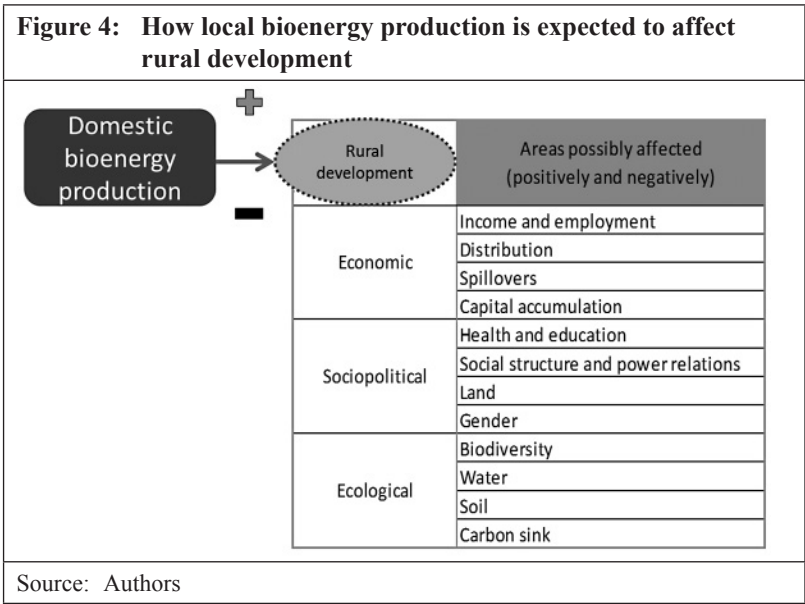 Figure 4: How local bioenergy production is expected to affect
rural development
Domestic
bioenergy
production
Rural
development
Areas possibly affected
(positively and negatively)
Economic
Income and employment
Distribution
Spillovers
Capital accumulation
Sociopolitical
Health and education
Social structure and power relations
Land
Gender
Ecological
Biodiversity
Water
Soil
Carbon sink
Source: Authors